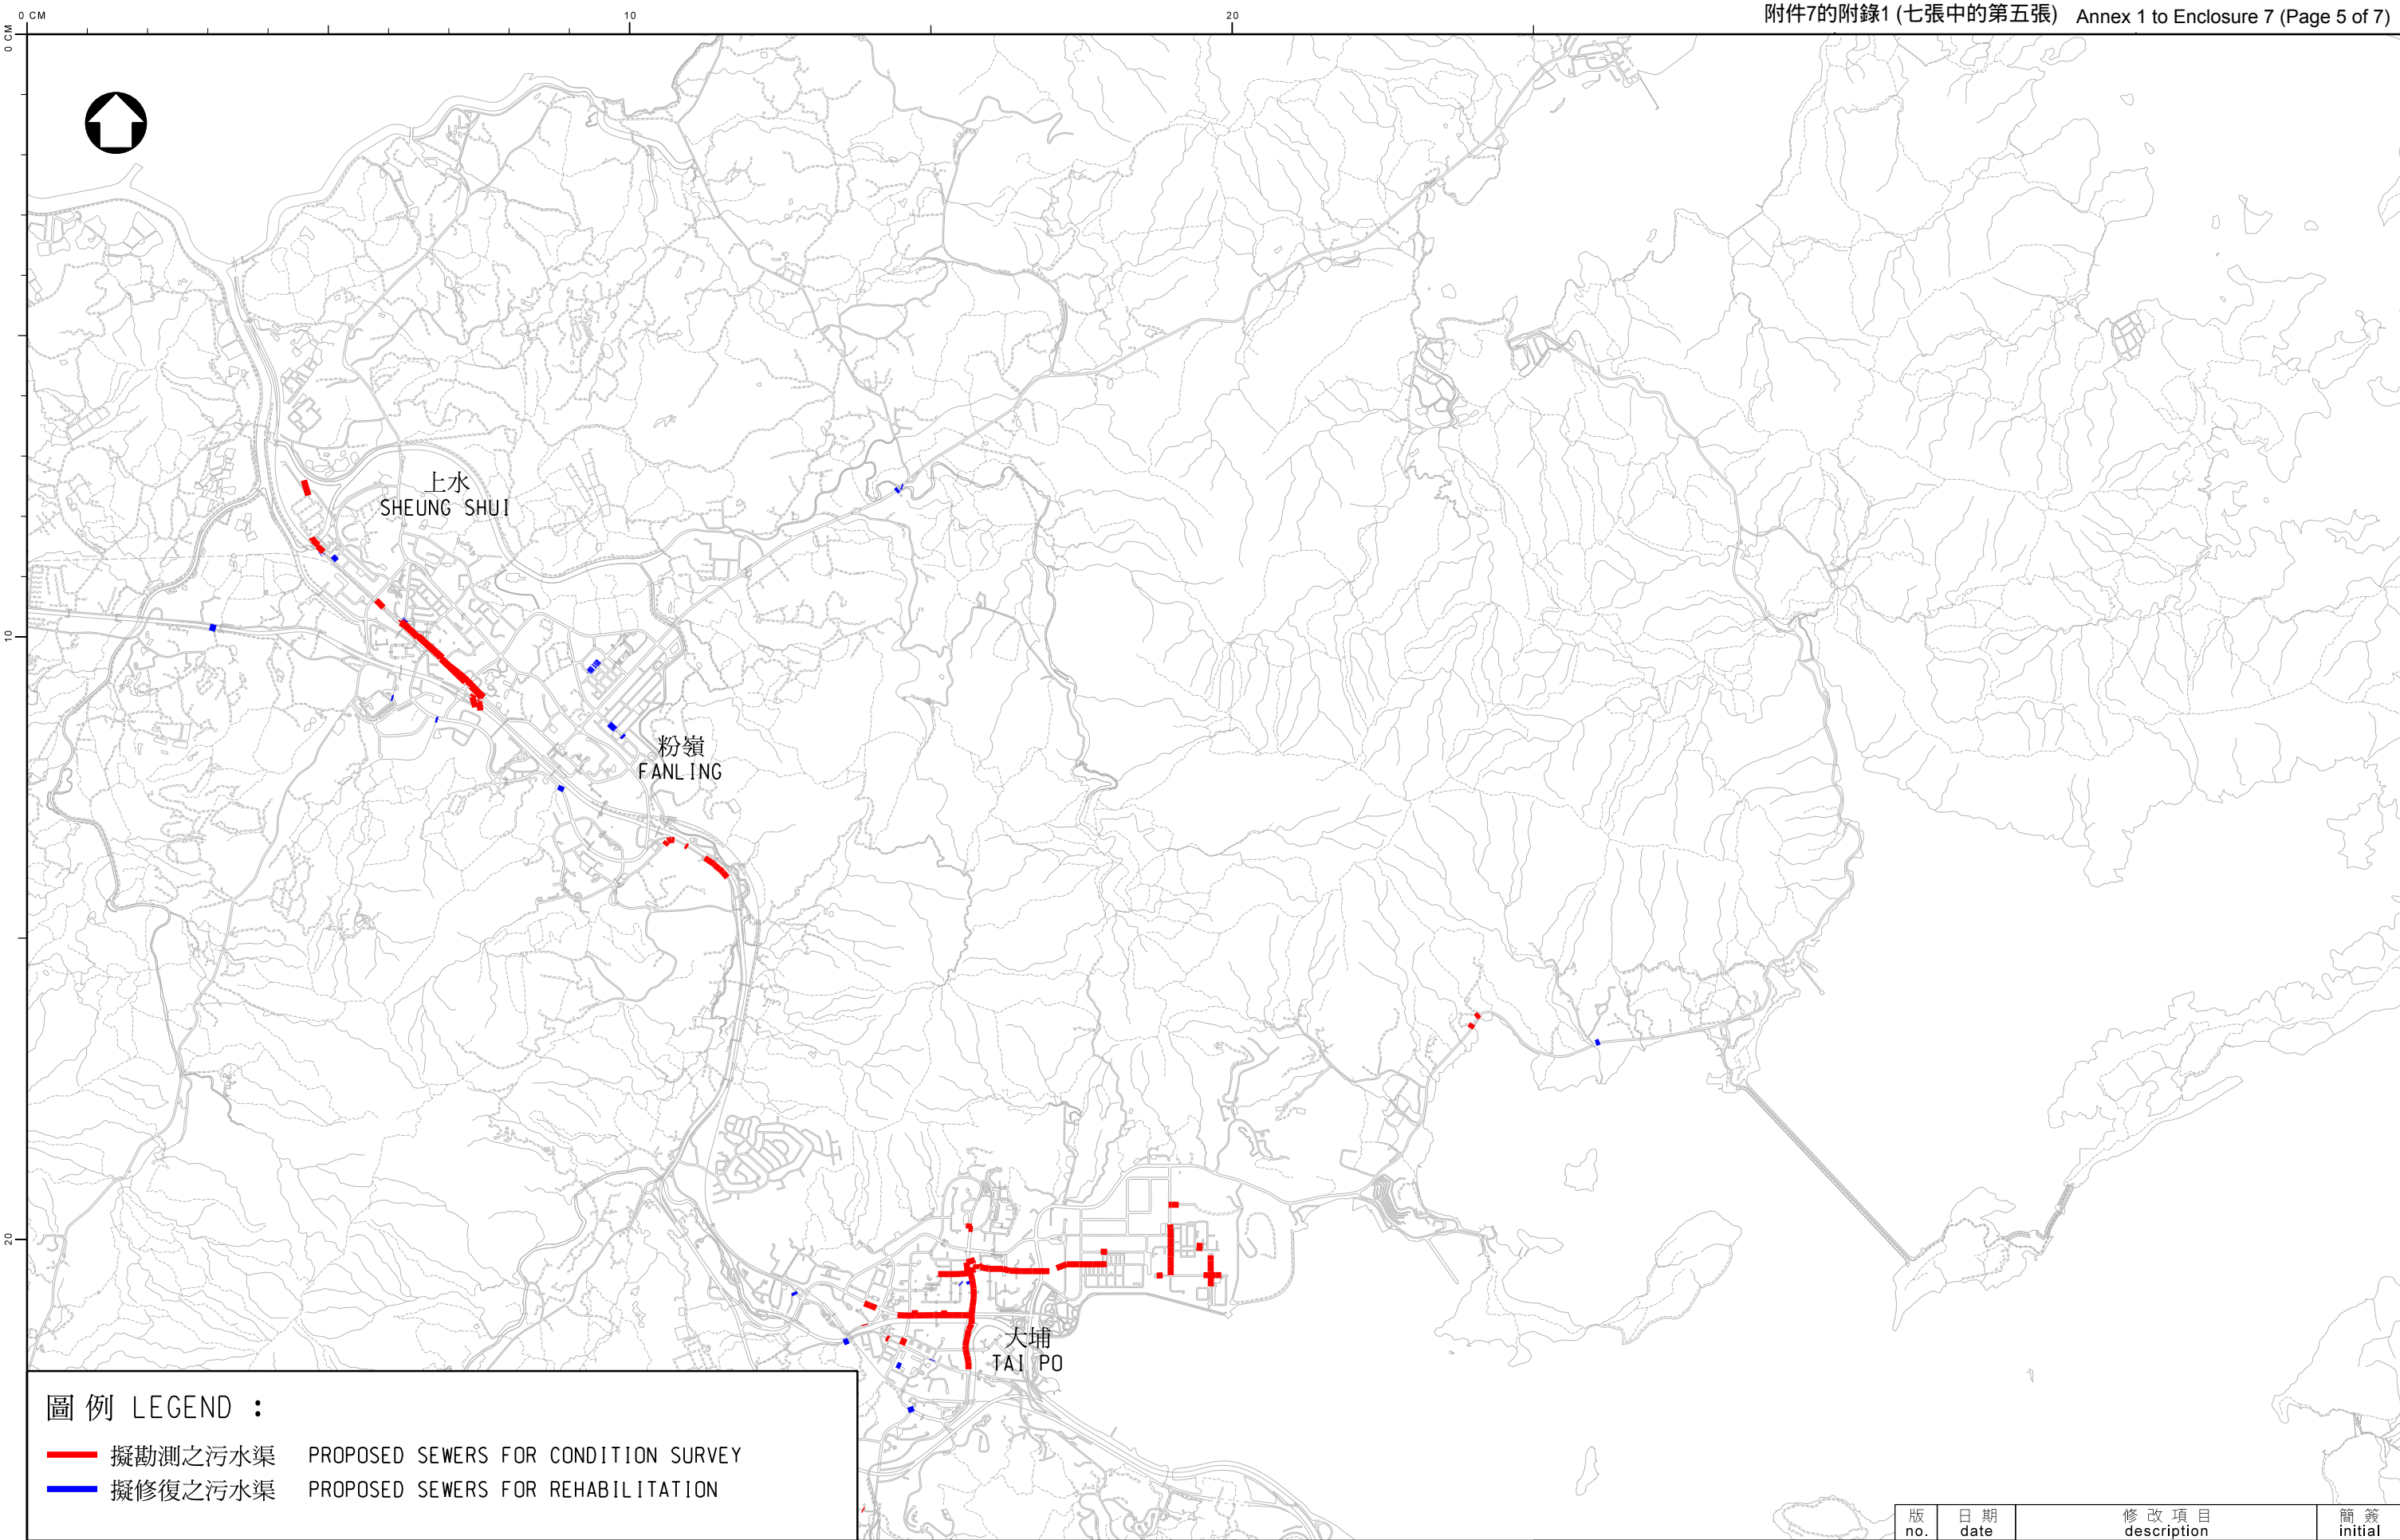 0 CM
10
20
附件7的附錄1 (七張中的第五張) Annex 1 to Enclosure 7 (Page 5 of 7)
0 CM
10
20
上水
SHEUNG SHUI
粉嶺
FANLING
大埔
TAI PO
圖例 LEGEND :
擬勘測之污水渠 PROPOSED SEWERS FOR CONDITION SURVEY
擬修復之污水渠 PROPOSED SEWERS FOR REHABILITATION
版 日期 修改項目 簡簽
no. date description initial